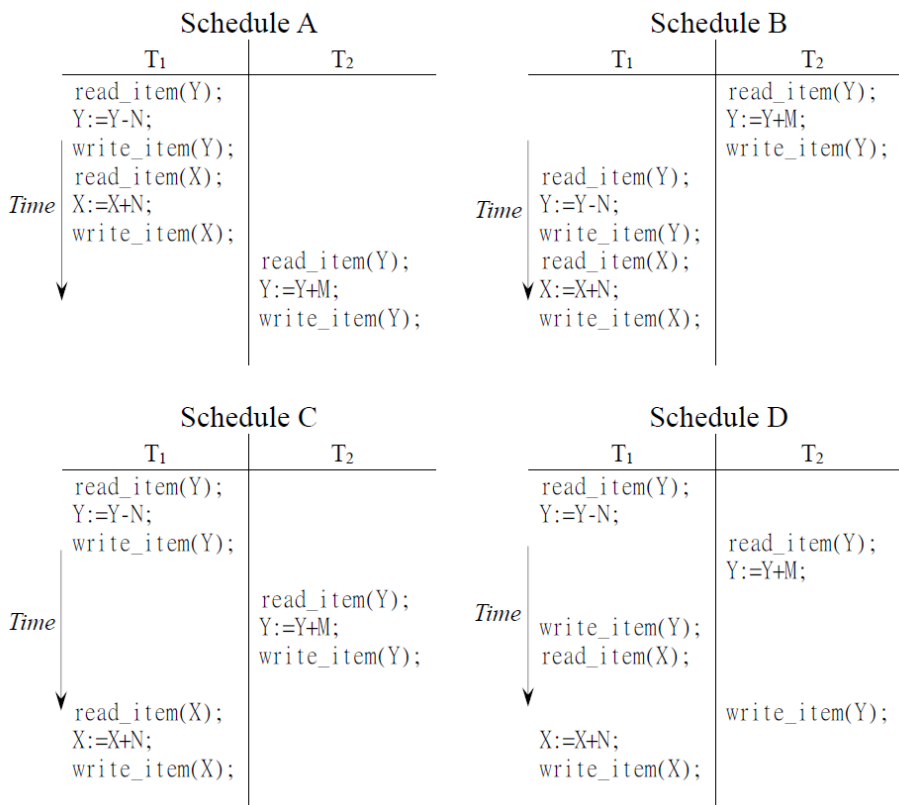 Schedule A
T₁ T₂
read_item(Y);
Y:=Y-N;
write_item(Y);
read_item(X);
X:=X+N;
write_item(X);
read_item(Y);
Y:=Y+M;
write_item(Y);
Time
Schedule B
T₁ T₂
read_item(Y);
Y:=Y+M;
write_item(Y);
read_item(Y);
Y:=Y-N;
write_item(Y);
read_item(X);
X:=X+N;
write_item(X);
Time
Schedule C
T₁ T₂
read_item(Y);
Y:=Y-N;
write_item(Y);
read_item(Y);
Y:=Y+M;
write_item(Y);
read_item(X);
X:=X+N;
write_item(X);
Time
Schedule D
T₁ T₂
read_item(Y);
Y:=Y-N;
read_item(Y);
Y:=Y+M;
write_item(Y);
read_item(X);
write_item(Y);
X:=X+N;
write_item(X);
Time